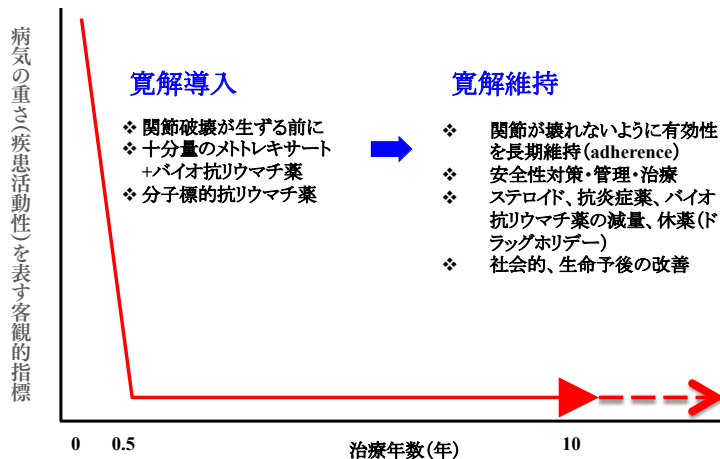 病気の重さ(疾患活動性)を表す客観的指標
寛解導入
❖ 関節破壊が生ずる前に
❖ 十分量のメトトレキサート
+バイオ抗リウマチ薬
❖ 分子標的抗リウマチ薬
寛解維持
❖ 関節が壊れないように有効性
を長期維持(adherence)
❖ 安全性対策・管理・治療
❖ ステロイド、抗炎症薬、バイオ
抗リウマチ薬の減量、休薬(ド
ラッグホリデー)
❖ 社会的、生命予後の改善
0 0.5 10
治療年数(年)